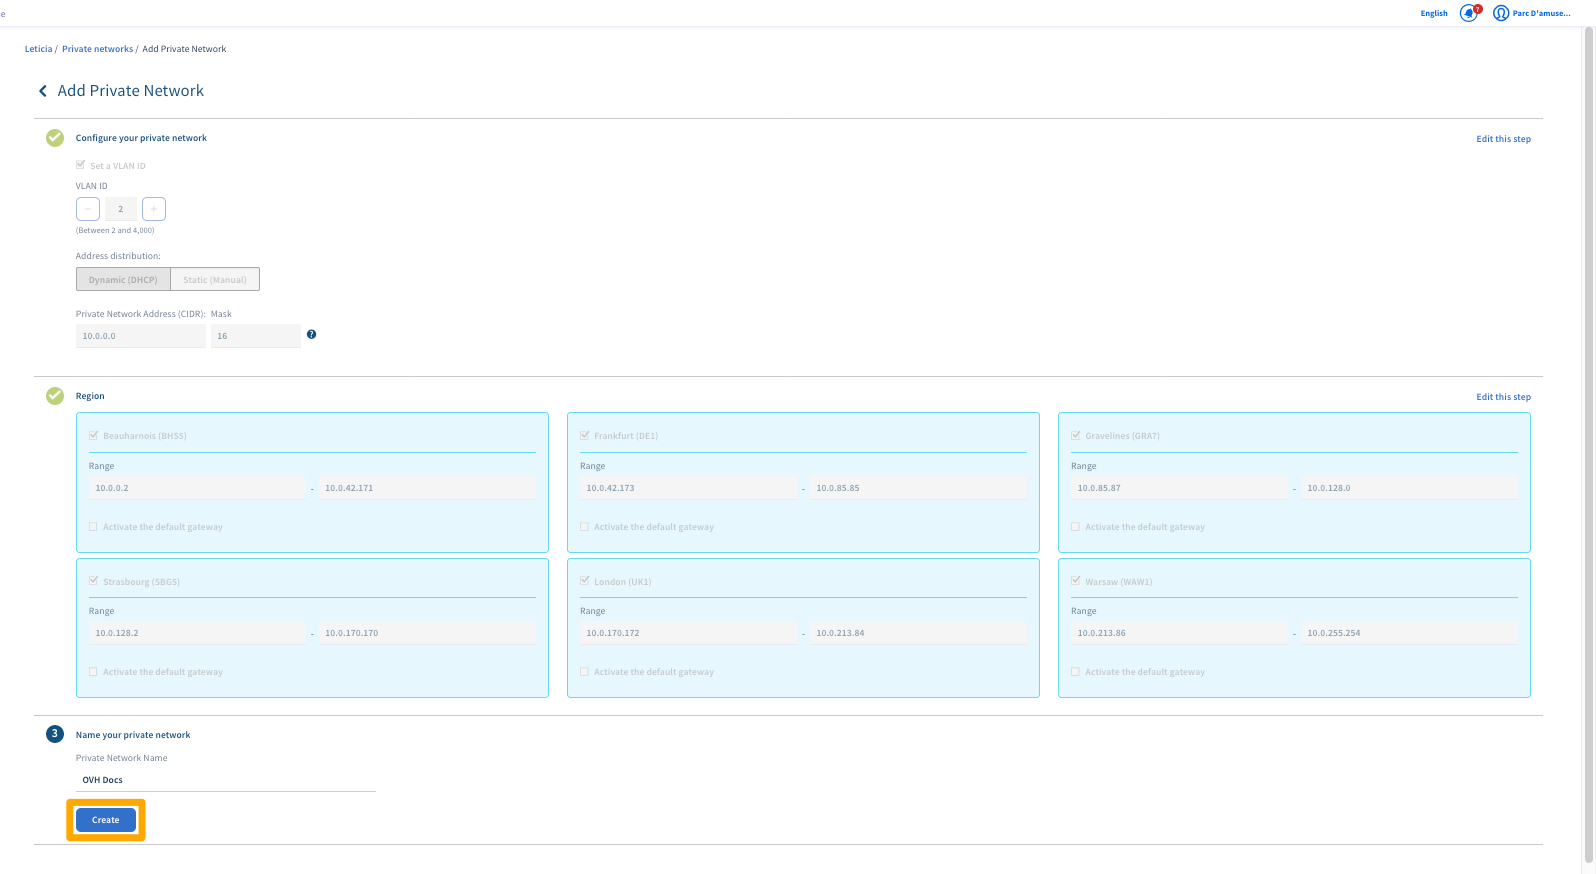 e
English 7 Parc D'amuse...
Leticia / Private networks / Add Private Network
Add Private Network
Configure your private network Edit this step
Set a VLAN ID
VLAN ID
− 2 +
(Between 2 and 4,000)
Address distribution:
Dynamic (DHCP) Static (Manual)
Private Network Address (CIDR): Mask
10.0.0.0 16 ?
Region Edit this step
Beauharnois (BHS5) Frankfurt (DE1) Gravelines (GRA7)
Range Range Range
10.0.0.2 - 10.0.42.171 10.0.42.173 - 10.0.85.85 10.0.85.87 - 10.0.128.0
Activate the default gateway Activate the default gateway Activate the default gateway
Strasbourg (SBG5) London (UK1) Warsaw (WAW1)
Range Range Range
10.0.128.2 - 10.0.170.170 10.0.170.172 - 10.0.213.84 10.0.213.86 - 10.0.255.254
Activate the default gateway Activate the default gateway Activate the default gateway
3 Name your private network
Private Network Name
OVH Docs
Create